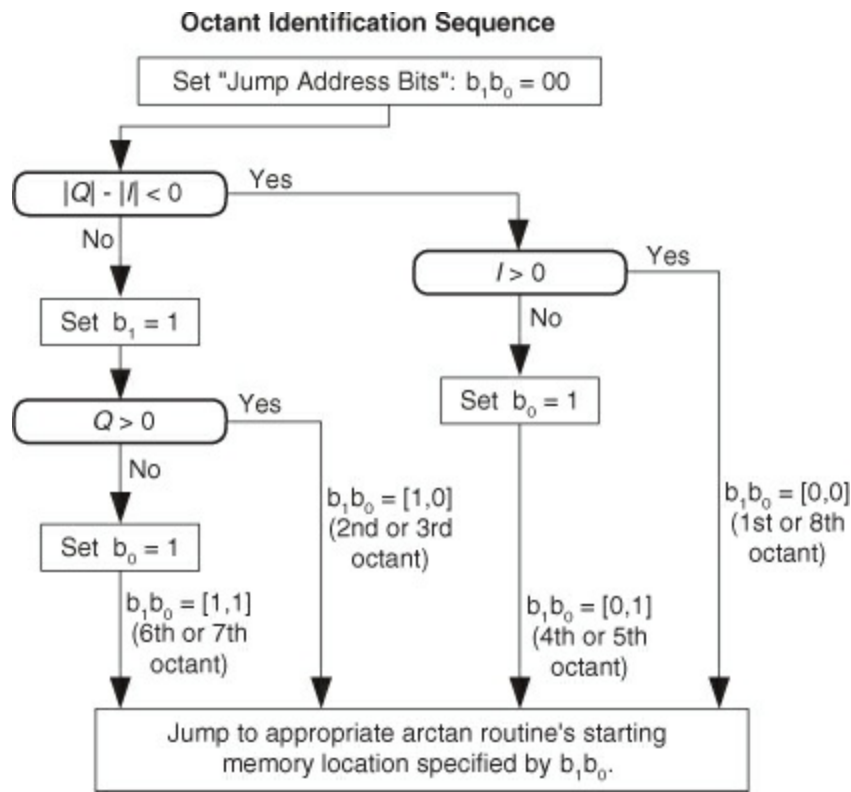 Octant Identification Sequence
Set "Jump Address Bits": b₁b₀ = 00
|Q| - |I| < 0
Yes
No
I > 0
Yes
No
Set b₁ = 1
Set b₀ = 1
Q > 0
Yes
No
b₁b₀ = [1,0]
(2nd or 3rd
octant)
b₁b₀ = [0,0]
(1st or 8th
octant)
Set b₀ = 1
b₁b₀ = [1,1]
(6th or 7th
octant)
b₁b₀ = [0,1]
(4th or 5th
octant)
Jump to appropriate arctan routine's starting
memory location specified by b₁b₀.